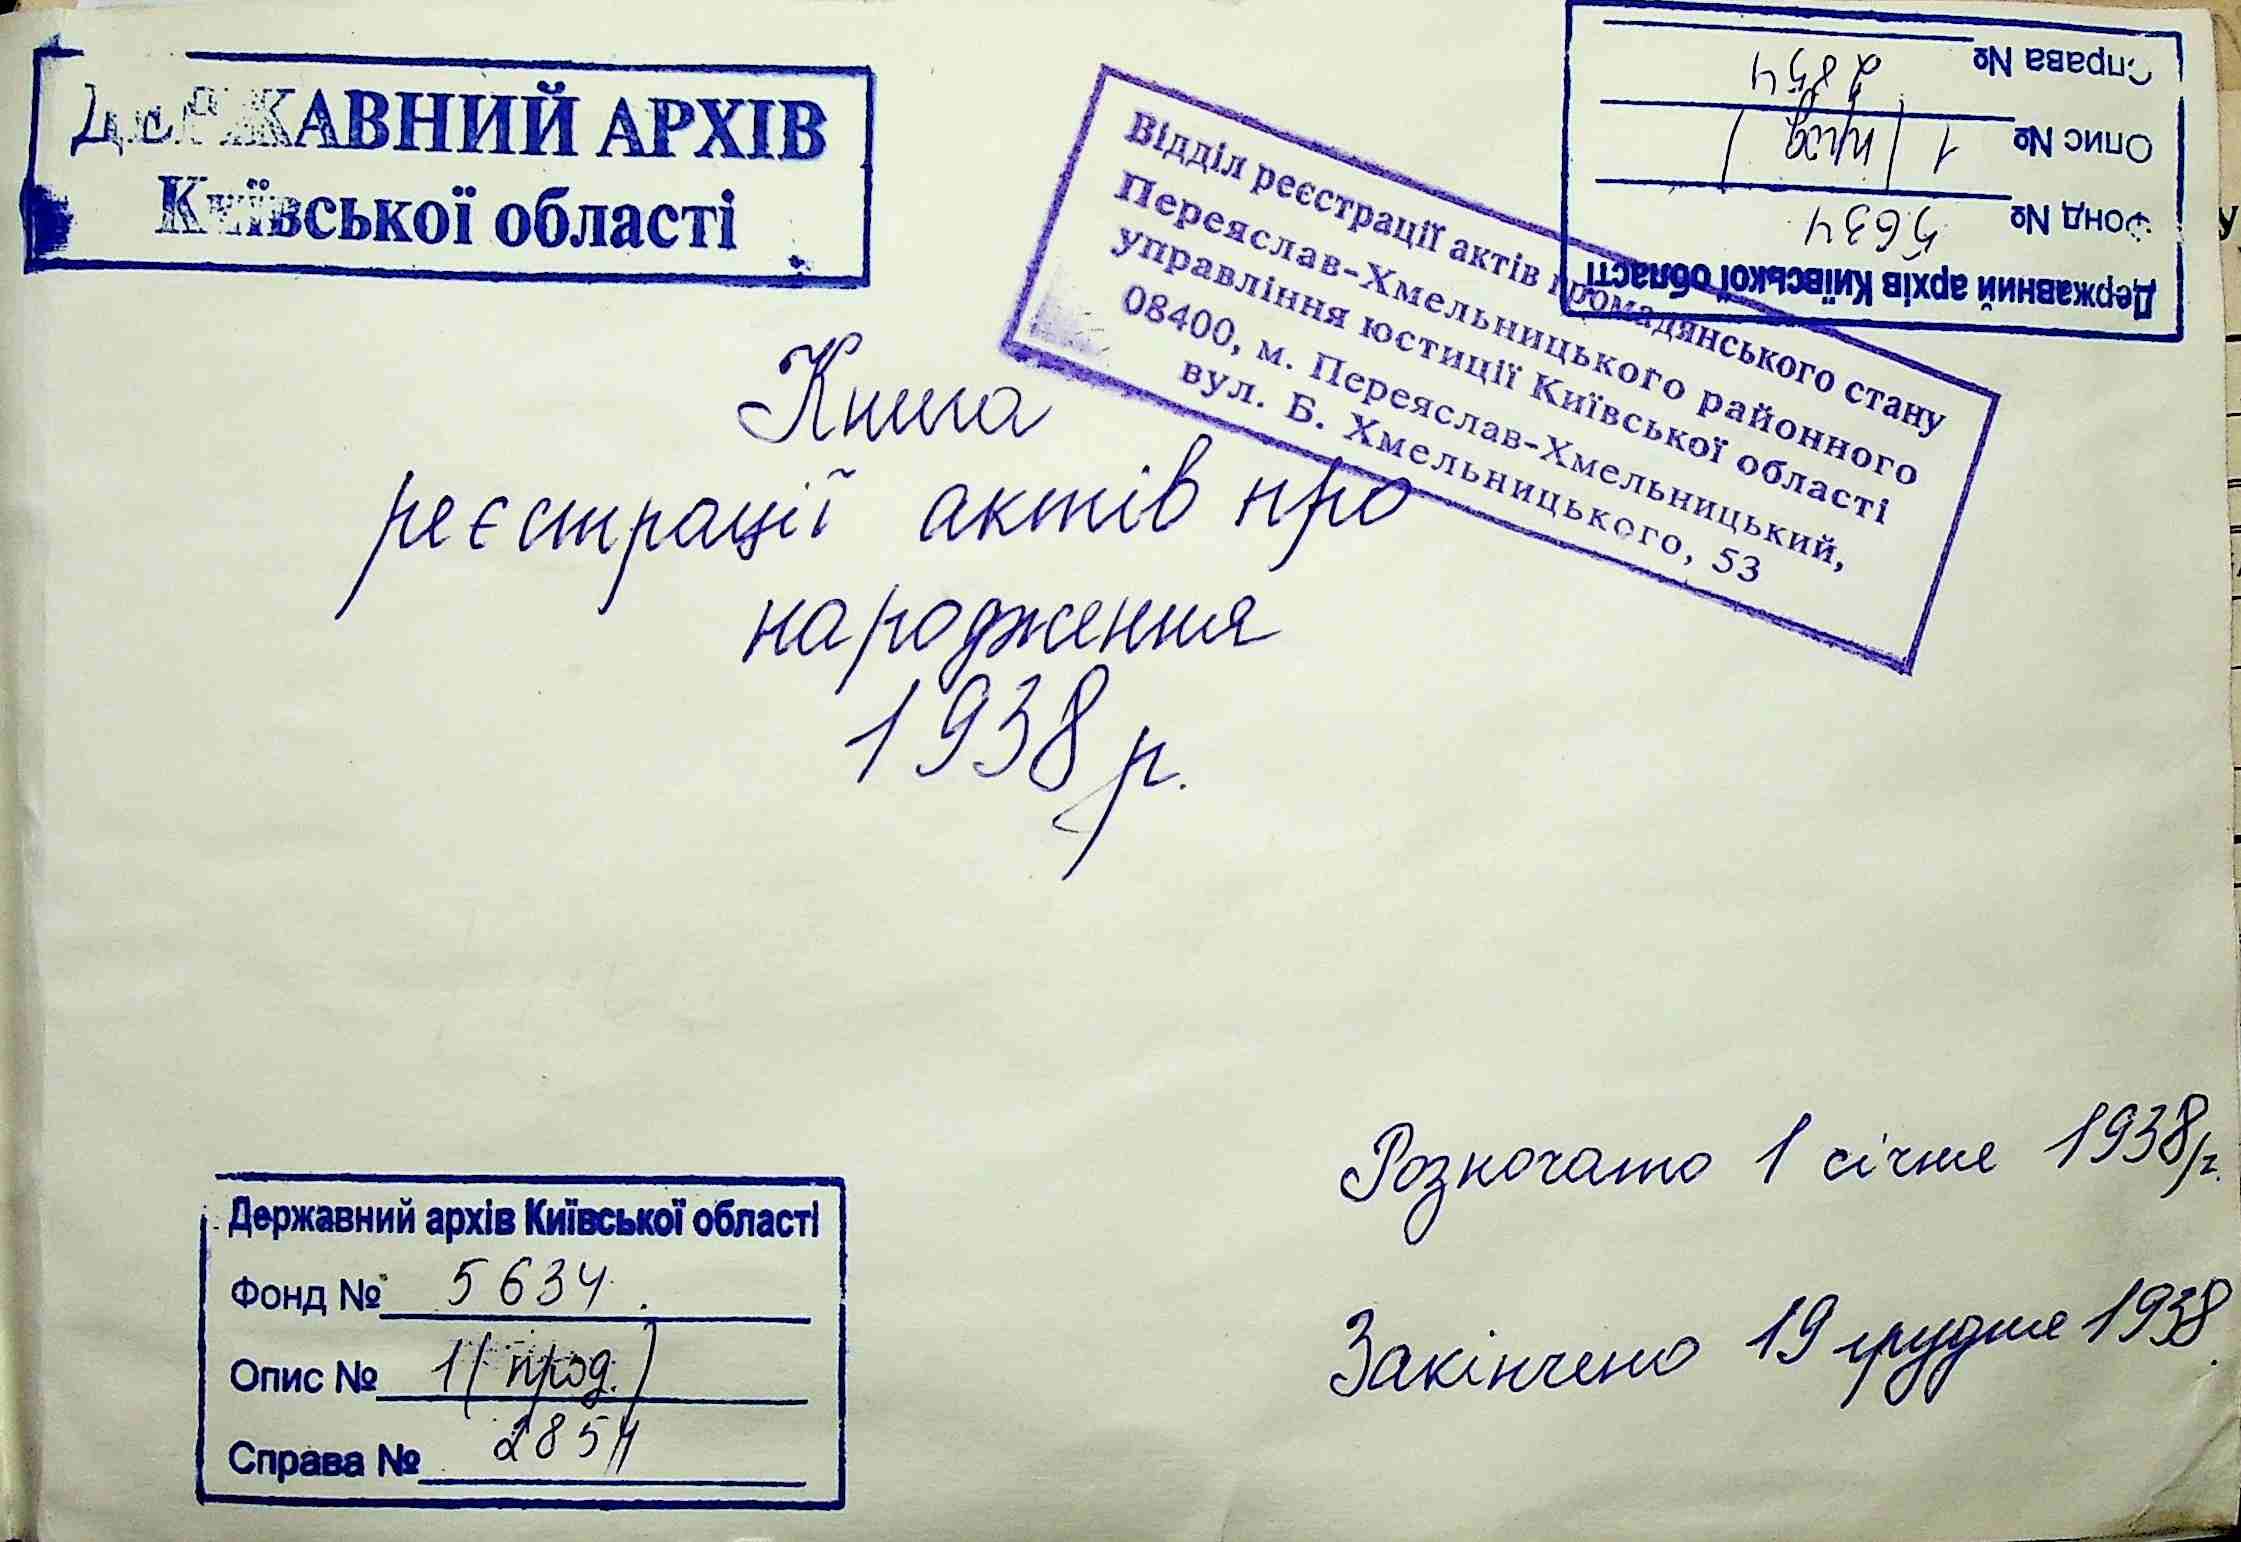 ДЕРЖАВНИЙ АРХІВ
Київської області
Справа № 2854
Опис № 1 (прод.)
Фонд № 5634
Державний архів Київської області
Відділ реєстрації актів громадянського стану
Переяслав-Хмельницького районного
управління юстиції Київської області
08400, м. Переяслав-Хмельницький,
вул. Б. Хмельницького, 53
Книга
реєстрації актів про
народження
1938 р.
Розпочато 1 січня 1938 р.
Закінчено 19 грудня 1938.
Державний архів Київської області
Фонд № 5634.
Опис № 1 (прод.)
Справа № 2854